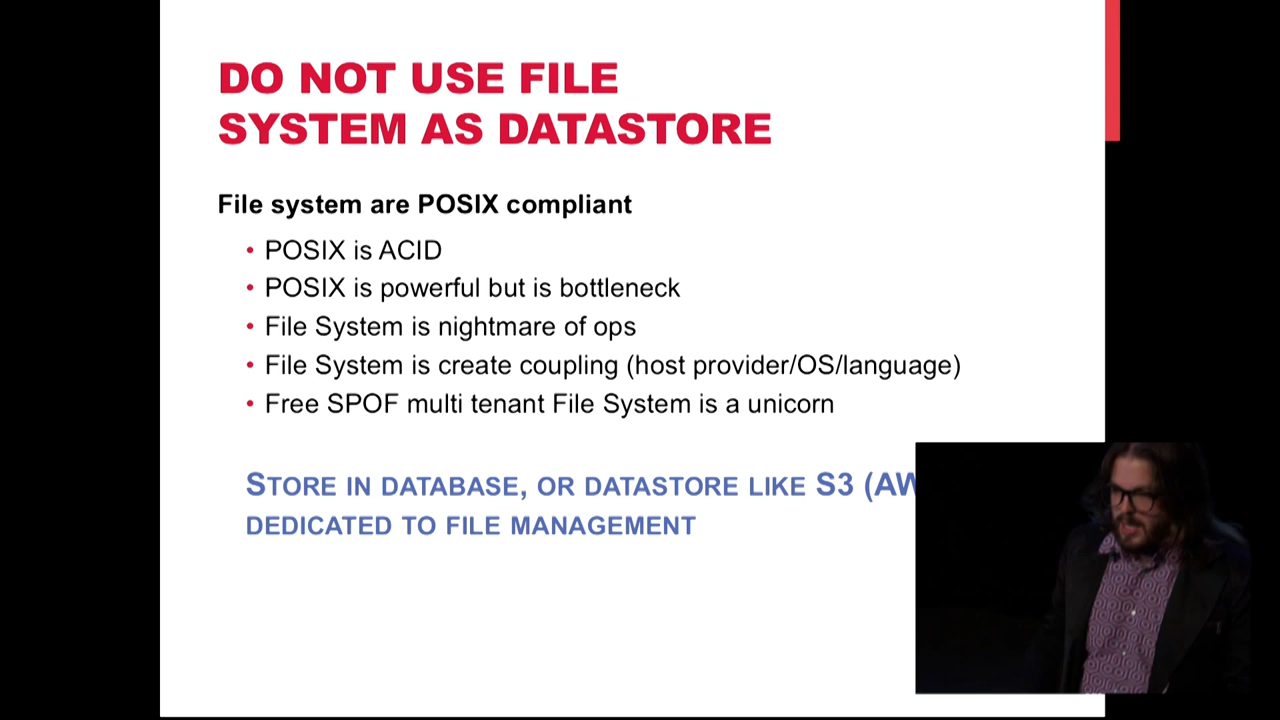 DO NOT USE FILE
SYSTEM AS DATASTORE
File system are POSIX compliant
• POSIX is ACID
• POSIX is powerful but is bottleneck
• File System is nightmare of ops
• File System is create coupling (host provider/OS/language)
• Free SPOF multi tenant File System is a unicorn
STORE IN DATABASE, OR DATASTORE LIKE S3 (AW
DEDICATED TO FILE MANAGEMENT